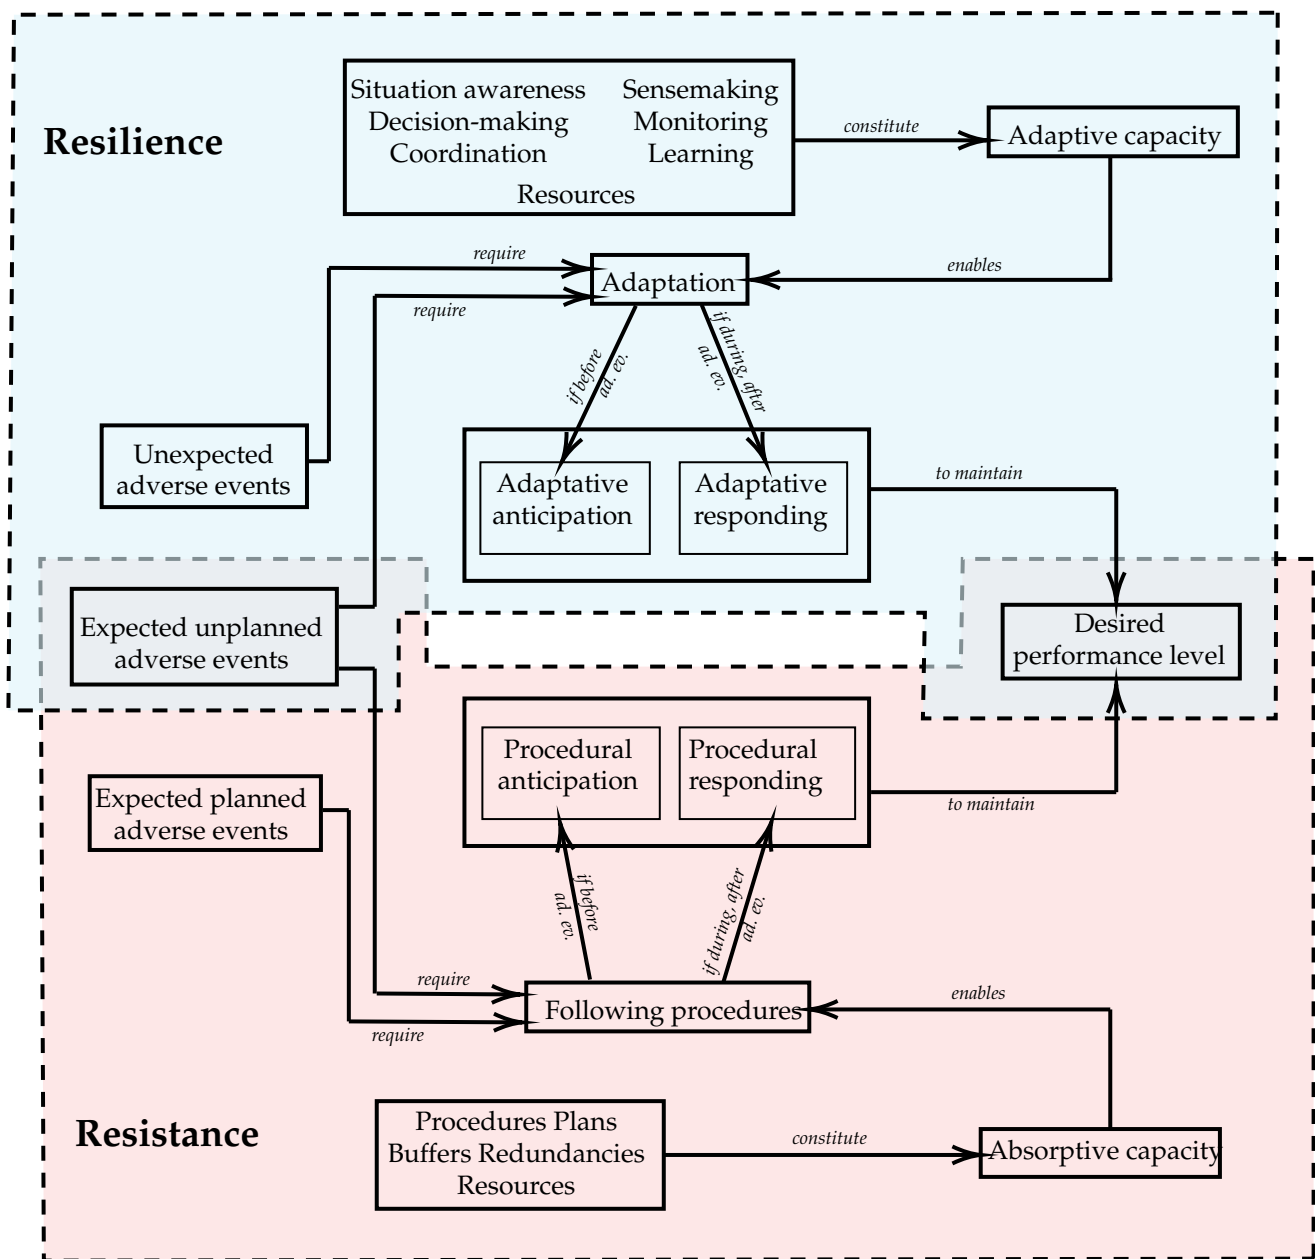 Resilience
Situation awareness
Decision-making
Coordination
Sensemaking
Monitoring
Learning
Resources
constitute
Adaptive capacity
require
require
Adaptation
enables
if before
ad. ev.
if during, after
ad. ev.
Unexpected
adverse events
Adaptative
anticipation
Adaptative
responding
to maintain
Expected unplanned
adverse events
Desired
performance level
Procedural
anticipation
Procedural
responding
to maintain
Expected planned
adverse events
if before
ad. ev.
if during, after
ad. ev.
require
require
Following procedures
enables
Resistance
Procedures Plans
Buffers Redundancies
Resources
constitute
Absorptive capacity